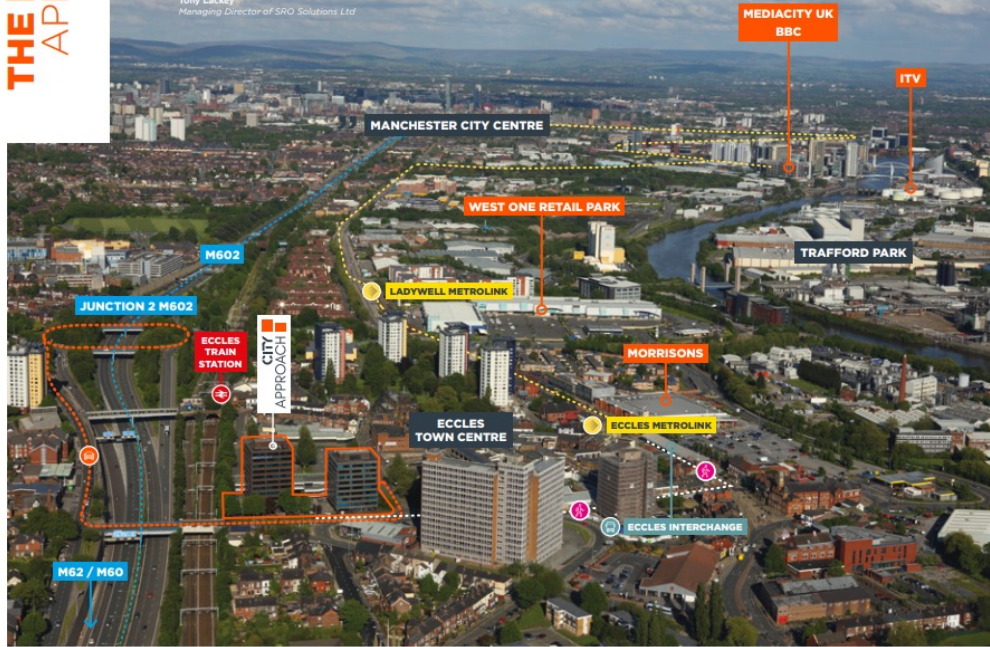 THE
AP
Tony Lackey
Managing Director of SRO Solutions Ltd
MEDIACITY UK
BBC
ITV
MANCHESTER CITY CENTRE
WEST ONE RETAIL PARK
TRAFFORD PARK
M602
LADYWELL METROLINK
JUNCTION 2 M602
ECCLES
TRAIN
STATION
CITY
APPROACH
MORRISONS
ECCLES
TOWN CENTRE
ECCLES METROLINK
ECCLES INTERCHANGE
M62 / M60